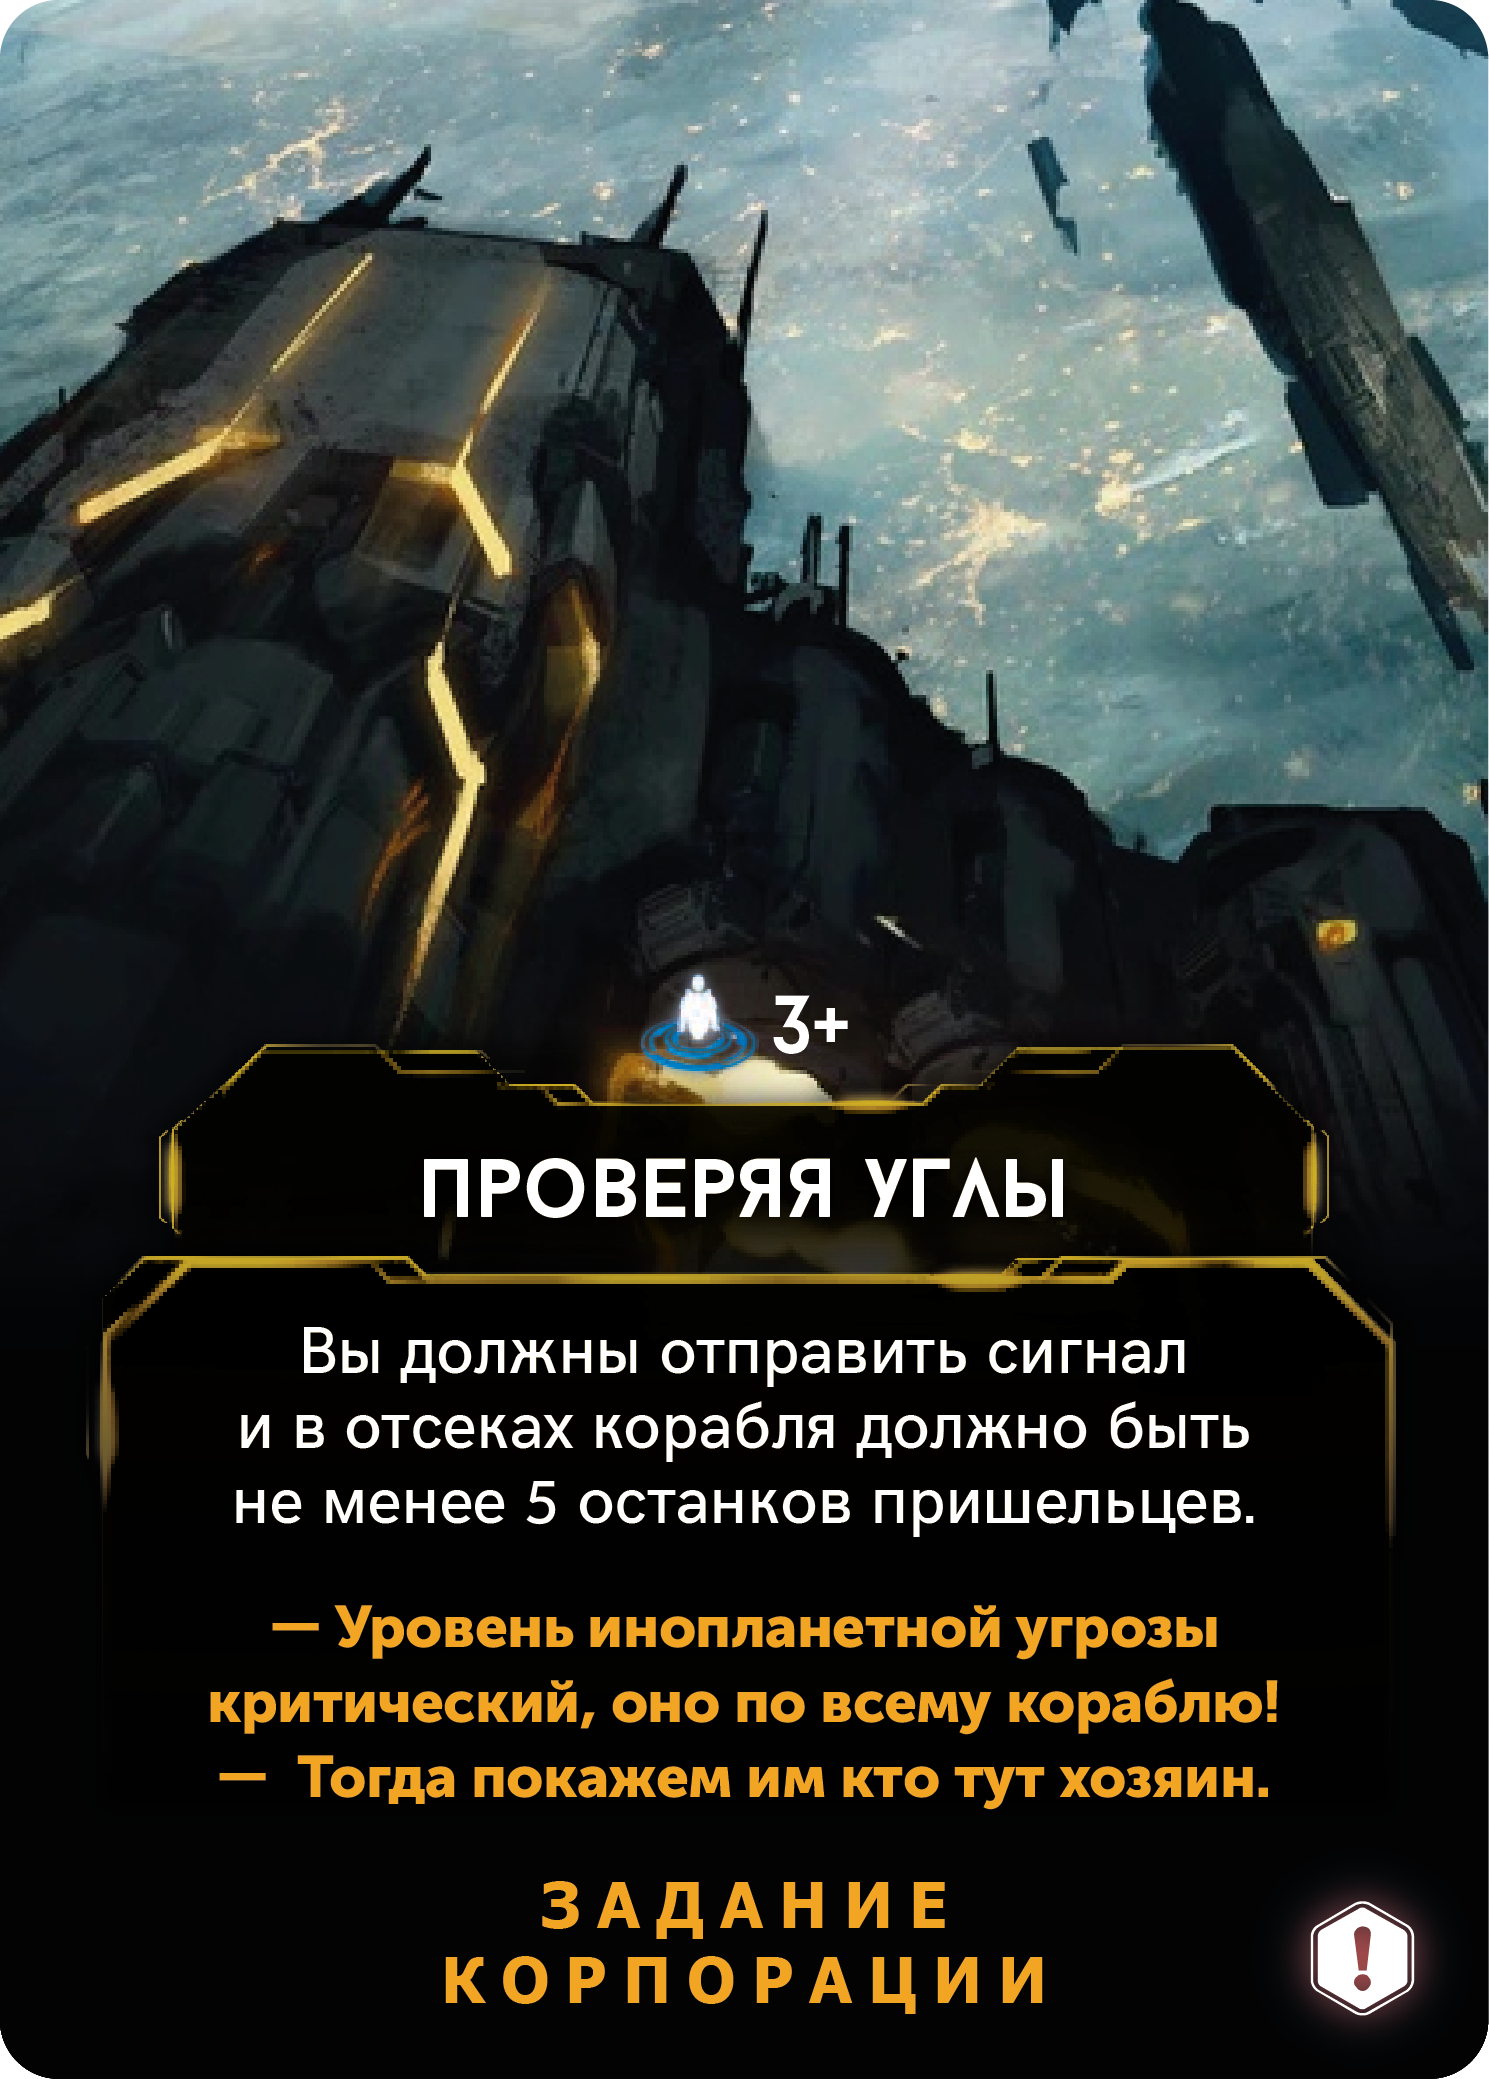 3+
ПРОВЕРЯЯ УГЛЫ
Вы должны отправить сигнал
и в отсеках корабля должно быть
не менее 5 останков пришельцев.
— Уровень инопланетной угрозы
критический, оно по всему кораблю!
— Тогда покажем им кто тут хозяин.
ЗАДАНИЕ
КОРПОРАЦИИ
!